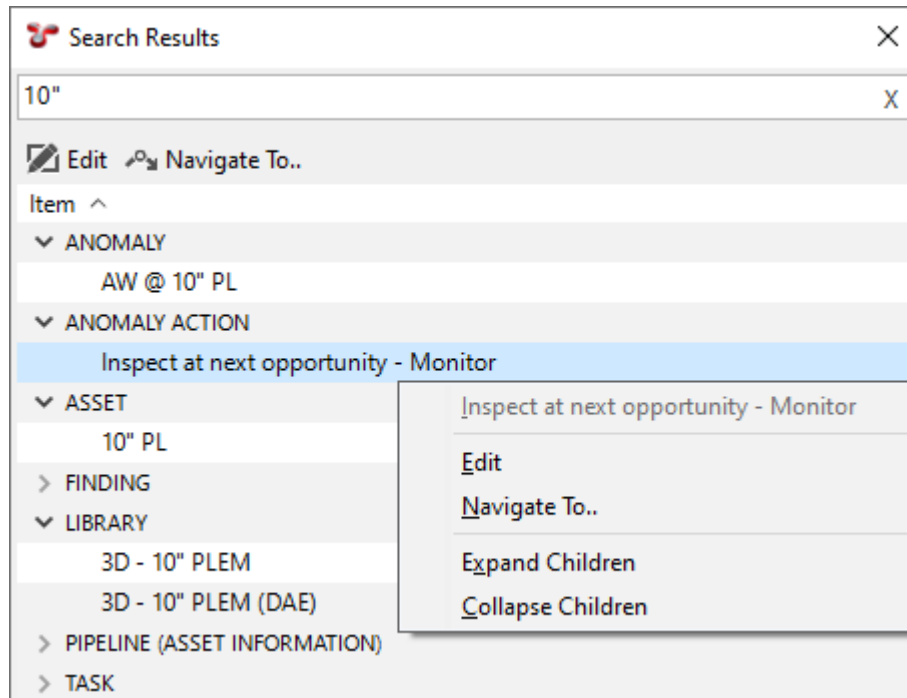 Search Results
10"
X
Edit Navigate To..
Item
ANOMALY
AW @ 10" PL
ANOMALY ACTION
Inspect at next opportunity - Monitor
ASSET
10" PL
FINDING
LIBRARY
3D - 10" PLEM
3D - 10" PLEM (DAE)
PIPELINE (ASSET INFORMATION)
TASK
Inspect at next opportunity - Monitor
Edit
Navigate To..
Expand Children
Collapse Children